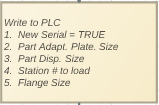 Write to PLC
1. New Serial = TRUE
2. Part Adapt. Plate. Size
3. Part Disp. Size
4. Station # to load
5. Flange Size